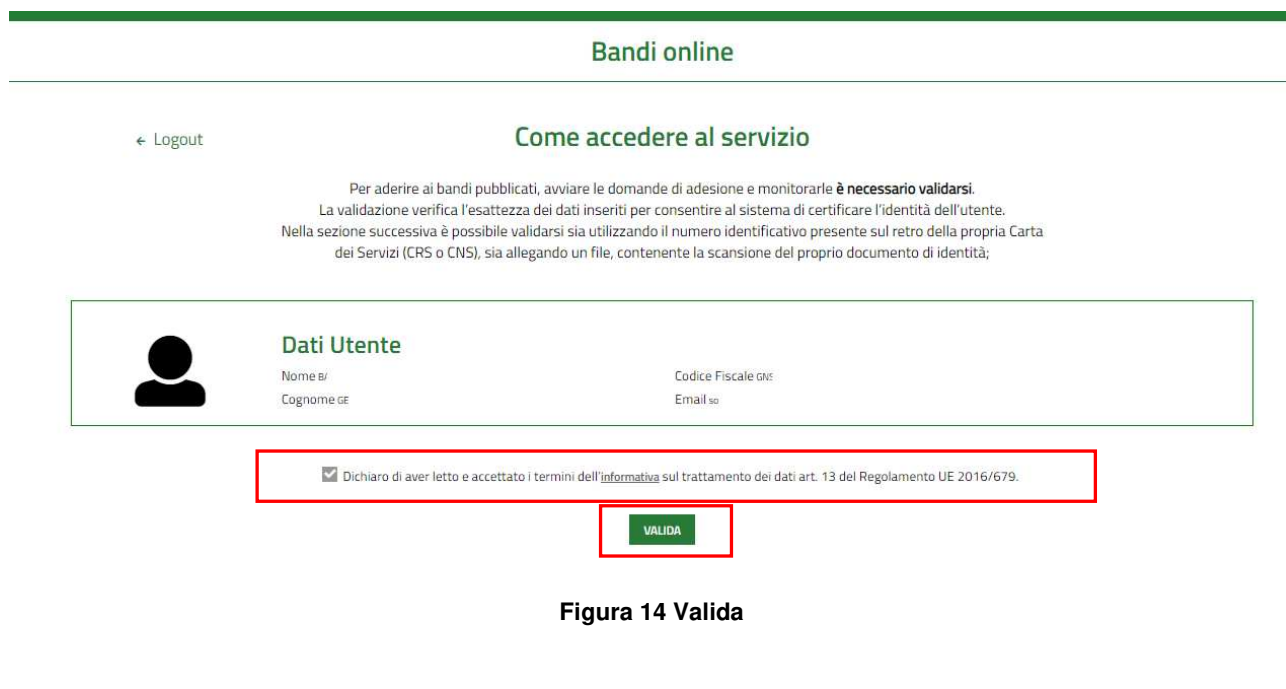 Bandi online
← Logout
Come accedere al servizio
Per aderire ai bandi pubblicati, avviare le domande di adesione e monitorarle è necessario validarsi.
La validazione verifica l'esattezza dei dati inseriti per consentire al sistema di certificare l'identità dell'utente.
Nella sezione successiva è possibile validarsi sia utilizzando il numero identificativo presente sul retro della propria Carta
dei Servizi (CRS o CNS), sia allegando un file, contenente la scansione del proprio documento di identità;
Dati Utente
Nome
Codice Fiscale
Cognome GE
Email so
Dichiaro di aver letto e accettato i termini dell'informativa sul trattamento dei dati art. 13 del Regolamento UE 2016/679.
VALIDA
Figura 14 Valida